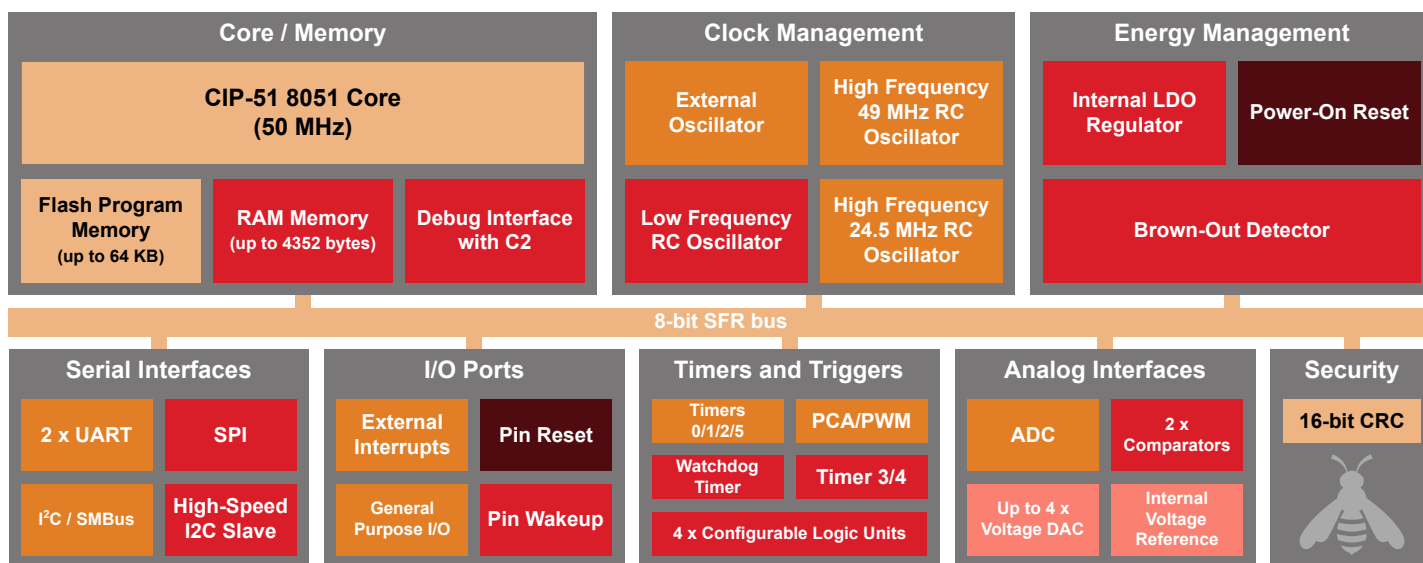 Core / Memory
CIP-51 8051 Core
(50 MHz)
Flash Program
Memory
(up to 64 KB)
RAM Memory
(up to 4352 bytes)
Debug Interface
with C2
Clock Management
External
Oscillator
High Frequency
49 MHz RC
Oscillator
Low Frequency
RC Oscillator
High Frequency
24.5 MHz RC
Oscillator
Energy Management
Internal LDO
Regulator
Power-On Reset
Brown-Out Detector
8-bit SFR bus
Serial Interfaces
2 x UART
SPI
I²C / SMBus
High-Speed
I2C Slave
I/O Ports
External
Interrupts
Pin Reset
General
Purpose I/O
Pin Wakeup
Timers and Triggers
Timers
0/1/2/5
PCA/PWM
Watchdog
Timer
Timer 3/4
4 x Configurable Logic Units
Analog Interfaces
ADC
2 x
Comparators
Up to 4 x
Voltage DAC
Internal
Voltage
Reference
Security
16-bit CRC